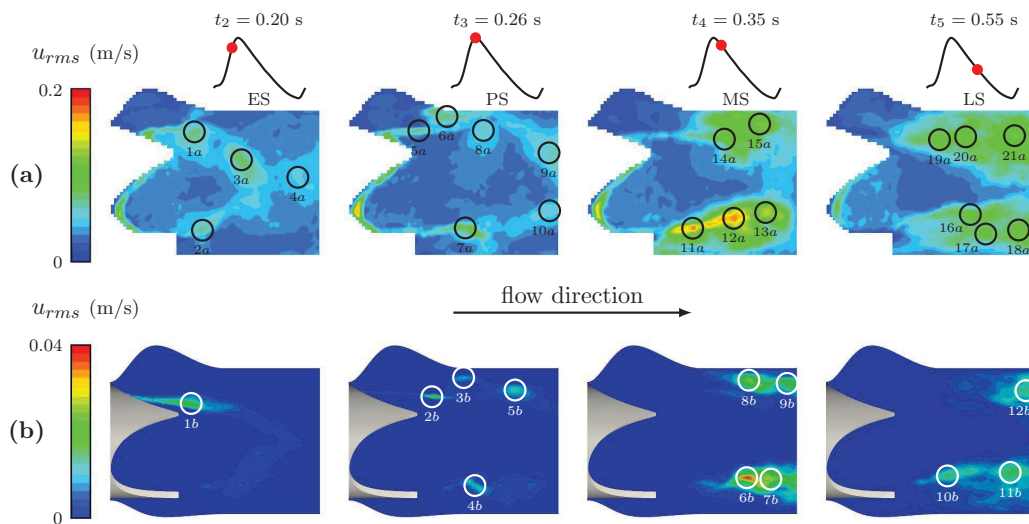 t₂ = 0.20 s
t₃ = 0.26 s
t₄ = 0.35 s
t₅ = 0.55 s
u_rms (m/s)
ES
PS
MS
LS
0.2
0
(a)
1a
2a
3a
4a
5a
6a
7a
8a
9a
10a
11a
12a
13a
14a
15a
16a
17a
18a
19a
20a
21a
flow direction
u_rms (m/s)
0.04
0
(b)
1b
2b
3b
4b
5b
6b
7b
8b
9b
10b
11b
12b